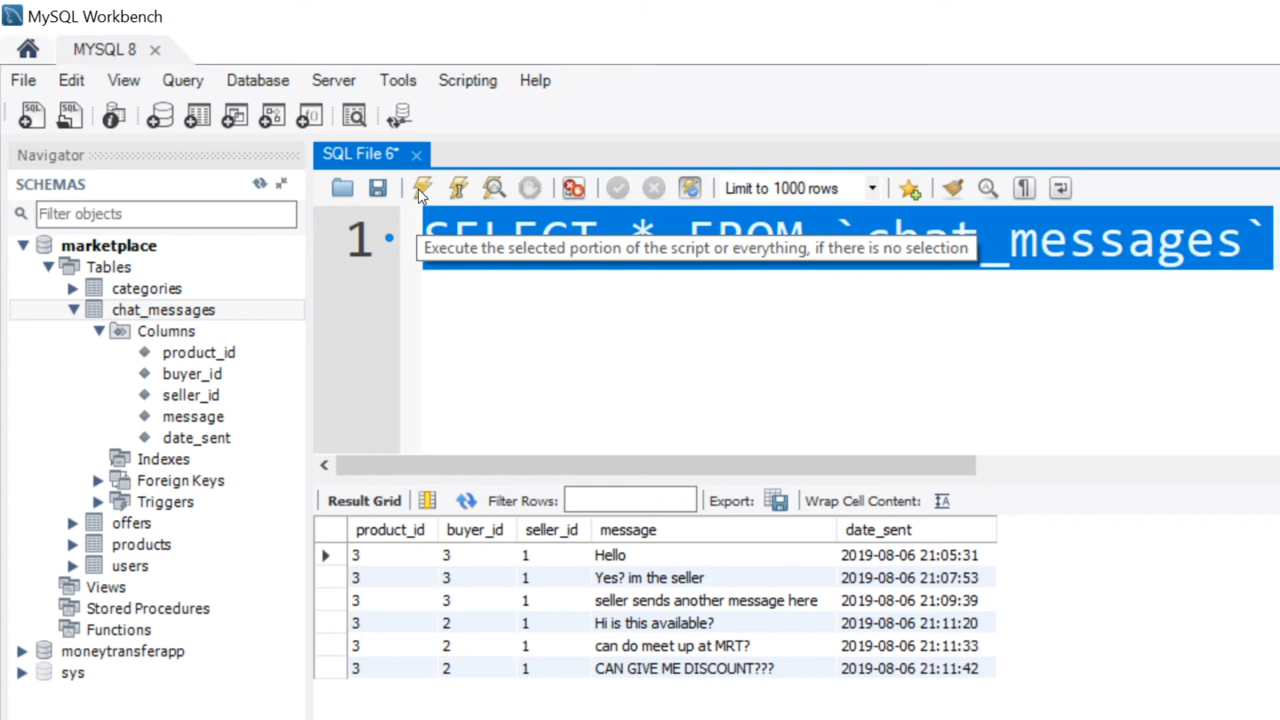 MySQL Workbench
MYSQL 8
File Edit View Query Database Server Tools Scripting Help
SQL SQL
Navigator SQL File 6*
SCHEMAS
Limit to 1000 rows
Filter objects
1 SELECT * FROM `chat_messages`
Execute the selected portion of the script or everything, if there is no selection
marketplace
Tables
categories
chat_messages
Columns
product_id
buyer_id
seller_id
message
date_sent
Indexes
Foreign Keys
Triggers
offers
products
users
Views
Stored Procedures
Functions
moneytransferapp
sys
Result Grid Filter Rows: Export: Wrap Cell Content:
product_id buyer_id seller_id message date_sent
3 3 1 Hello 2019-08-06 21:05:31
3 3 1 Yes? im the seller 2019-08-06 21:07:53
3 3 1 seller sends another message here 2019-08-06 21:09:39
3 2 1 Hi is this available? 2019-08-06 21:11:20
3 2 1 can do meet up at MRT? 2019-08-06 21:11:33
3 2 1 CAN GIVE ME DISCOUNT??? 2019-08-06 21:11:42